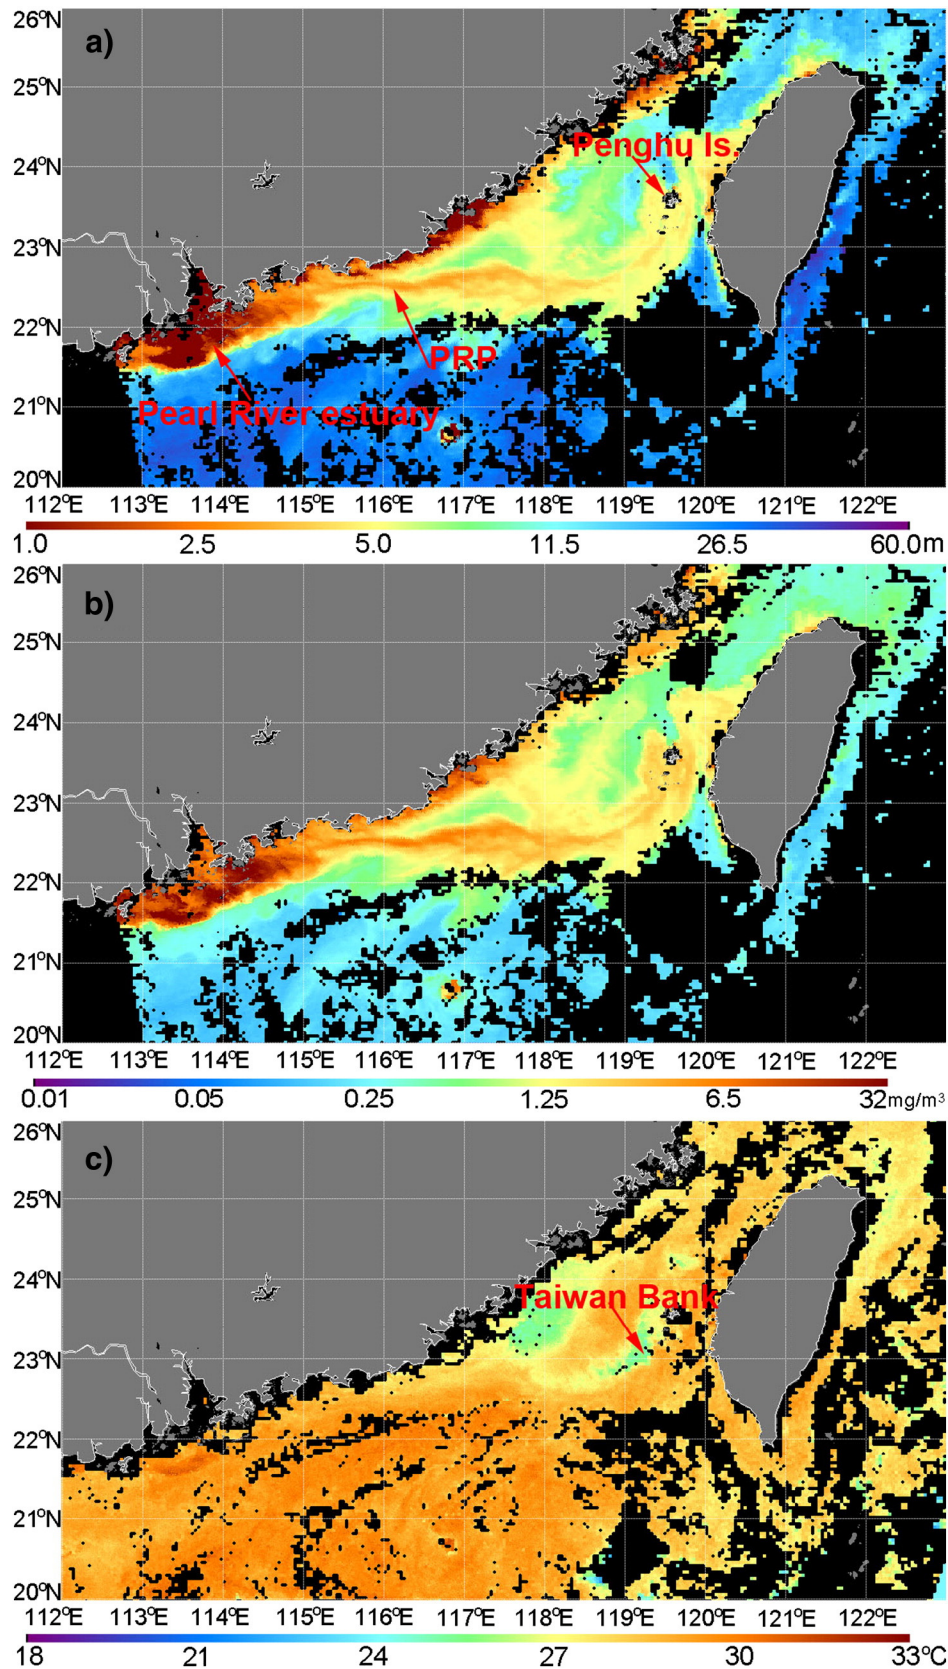 26°N
a)
25°N
24°N
Penghu Is.
23°N
22°N
PRP
21°N
Pearl River estuary
20°N
112°E 113°E 114°E 115°E 116°E 117°E 118°E 119°E 120°E 121°E 122°E
1.0 2.5 5.0 11.5 26.5 60.0m
26°N
b)
25°N
24°N
23°N
22°N
21°N
20°N
112°E 113°E 114°E 115°E 116°E 117°E 118°E 119°E 120°E 121°E 122°E
0.01 0.05 0.25 1.25 6.5 32mg/m³
26°N
c)
25°N
24°N
Taiwan Bank
23°N
22°N
21°N
20°N
112°E 113°E 114°E 115°E 116°E 117°E 118°E 119°E 120°E 121°E 122°E
18 21 24 27 30 33°C